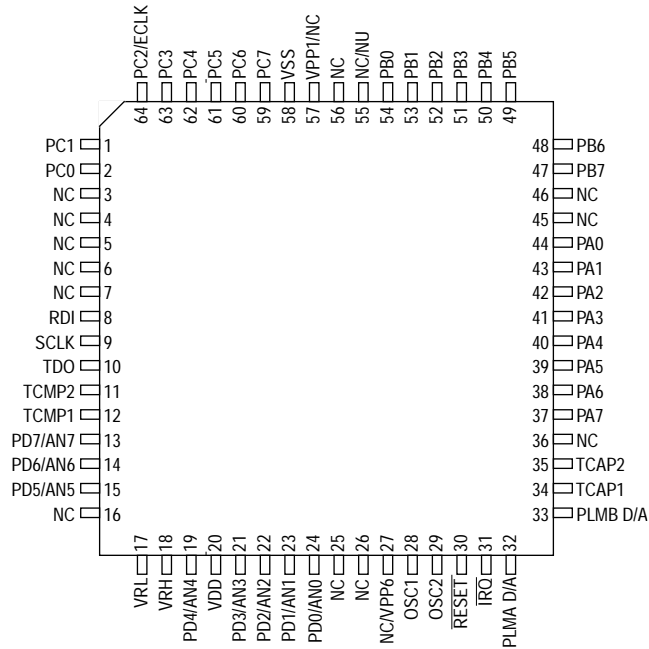 PC2/ECLK
PC3
PC4
PC5
PC6
PC7
VSS
VPP1/NC
NC
NC/NU
PB0
PB1
PB2
PB3
PB4
PB5
64
63
62
61
60
59
58
57
56
55
54
53
52
51
50
49
PC1 1
PC0 2
NC 3
NC 4
NC 5
NC 6
NC 7
RDI 8
SCLK 9
TDO 10
TCMP2 11
TCMP1 12
PD7/AN7 13
PD6/AN6 14
PD5/AN5 15
NC 16
48 PB6
47 PB7
46 NC
45 NC
44 PA0
43 PA1
42 PA2
41 PA3
40 PA4
39 PA5
38 PA6
37 PA7
36 NC
35 TCAP2
34 TCAP1
33 PLMB D/A
17
18
19
20
21
22
23
24
25
26
27
28
29
30
31
32
VRL
VRH
PD4/AN4
VDD
PD3/AN3
PD2/AN2
PD1/AN1
PD0/AN0
NC
NC
NC/VPP6
OSC1
OSC2
RESET
IRQ
PLMA D/A